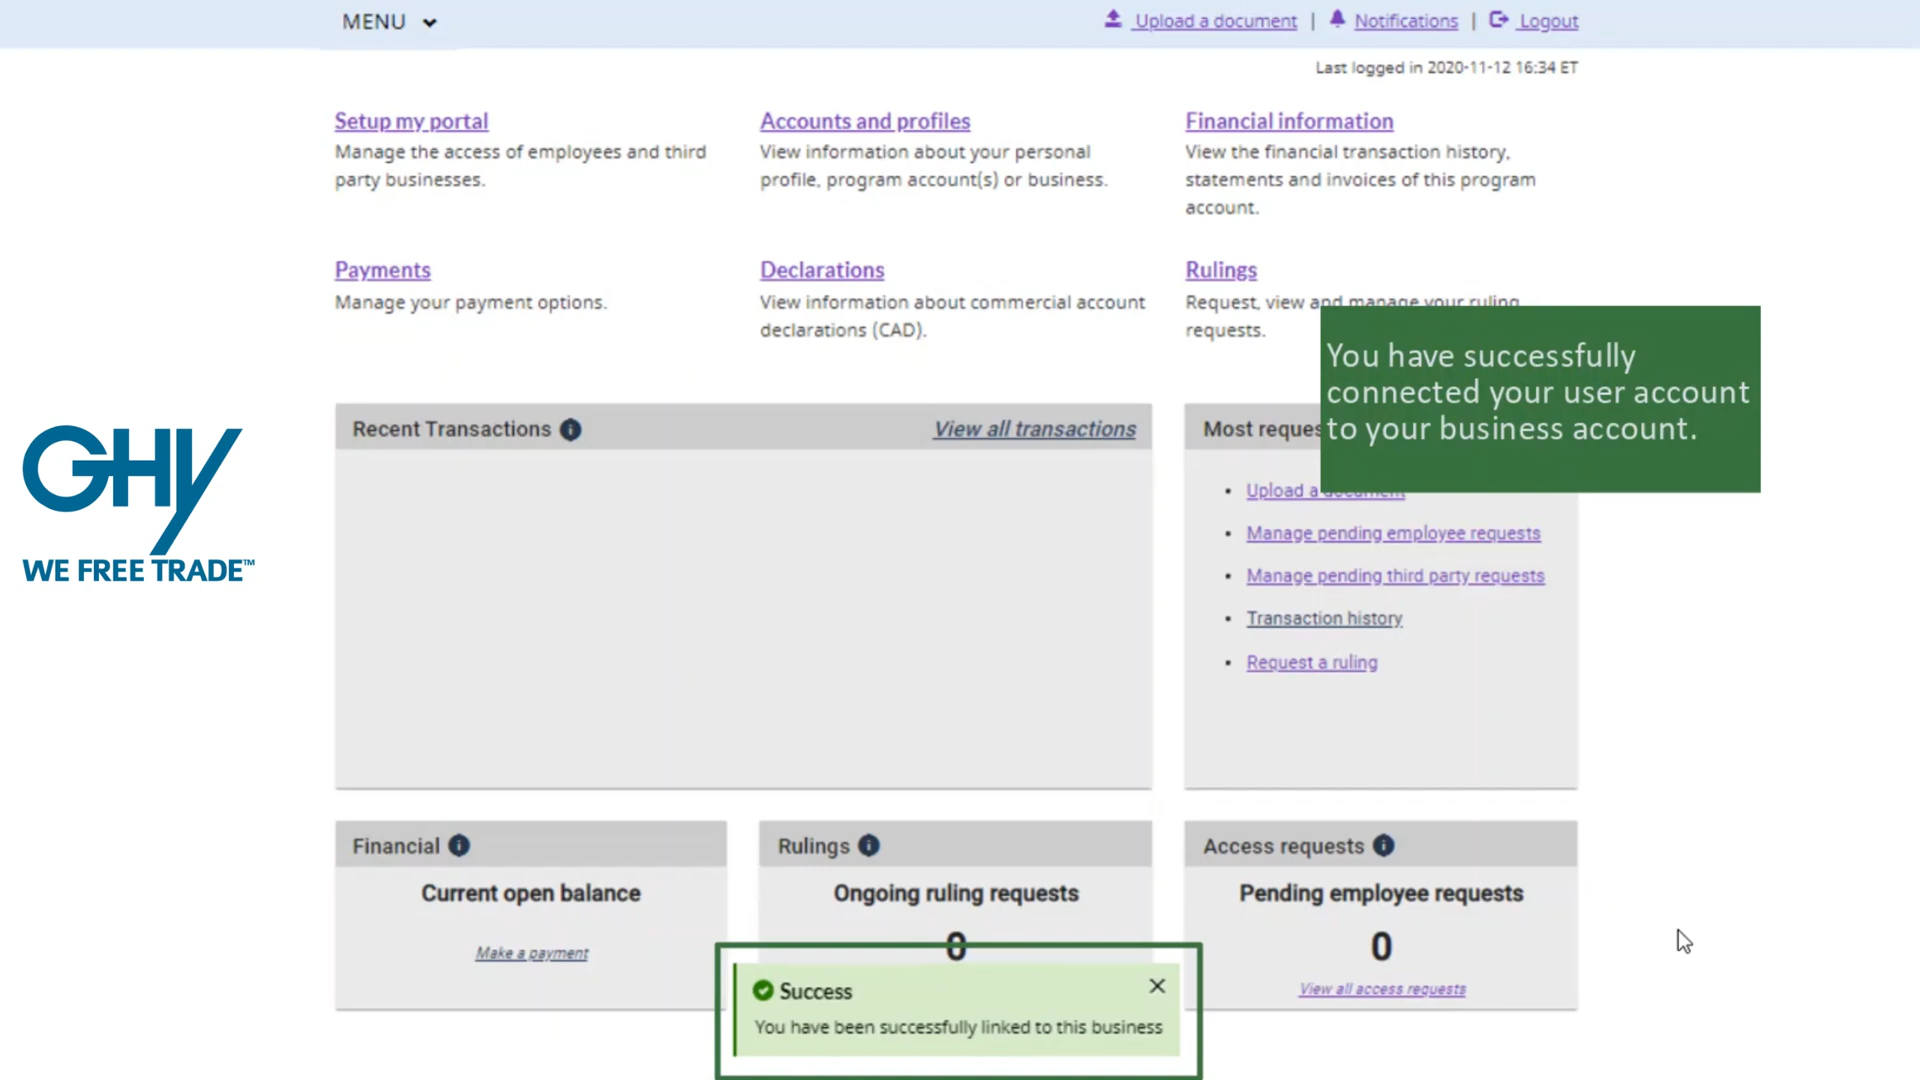 MENU
Upload a document | Notifications | Logout
Last logged in 2020-11-12 16:34 ET
Setup my portal
Manage the access of employees and third
party businesses.
Accounts and profiles
View information about your personal
profile, program account(s) or business.
Financial information
View the financial transaction history,
statements and invoices of this program
account.
Payments
Manage your payment options.
Declarations
View information about commercial account
declarations (CAD).
Rulings
Request, view and manage your ruling
requests.
You have successfully
connected your user account
to your business account.
GHY
WE FREE TRADE™
Recent Transactions
View all transactions
Most reques
Upload a document
Manage pending employee requests
Manage pending third party requests
Transaction history
Request a ruling
Financial
Current open balance
Make a payment
Rulings
Ongoing ruling requests
0
Access requests
Pending employee requests
0
View all access requests
Success
You have been successfully linked to this business